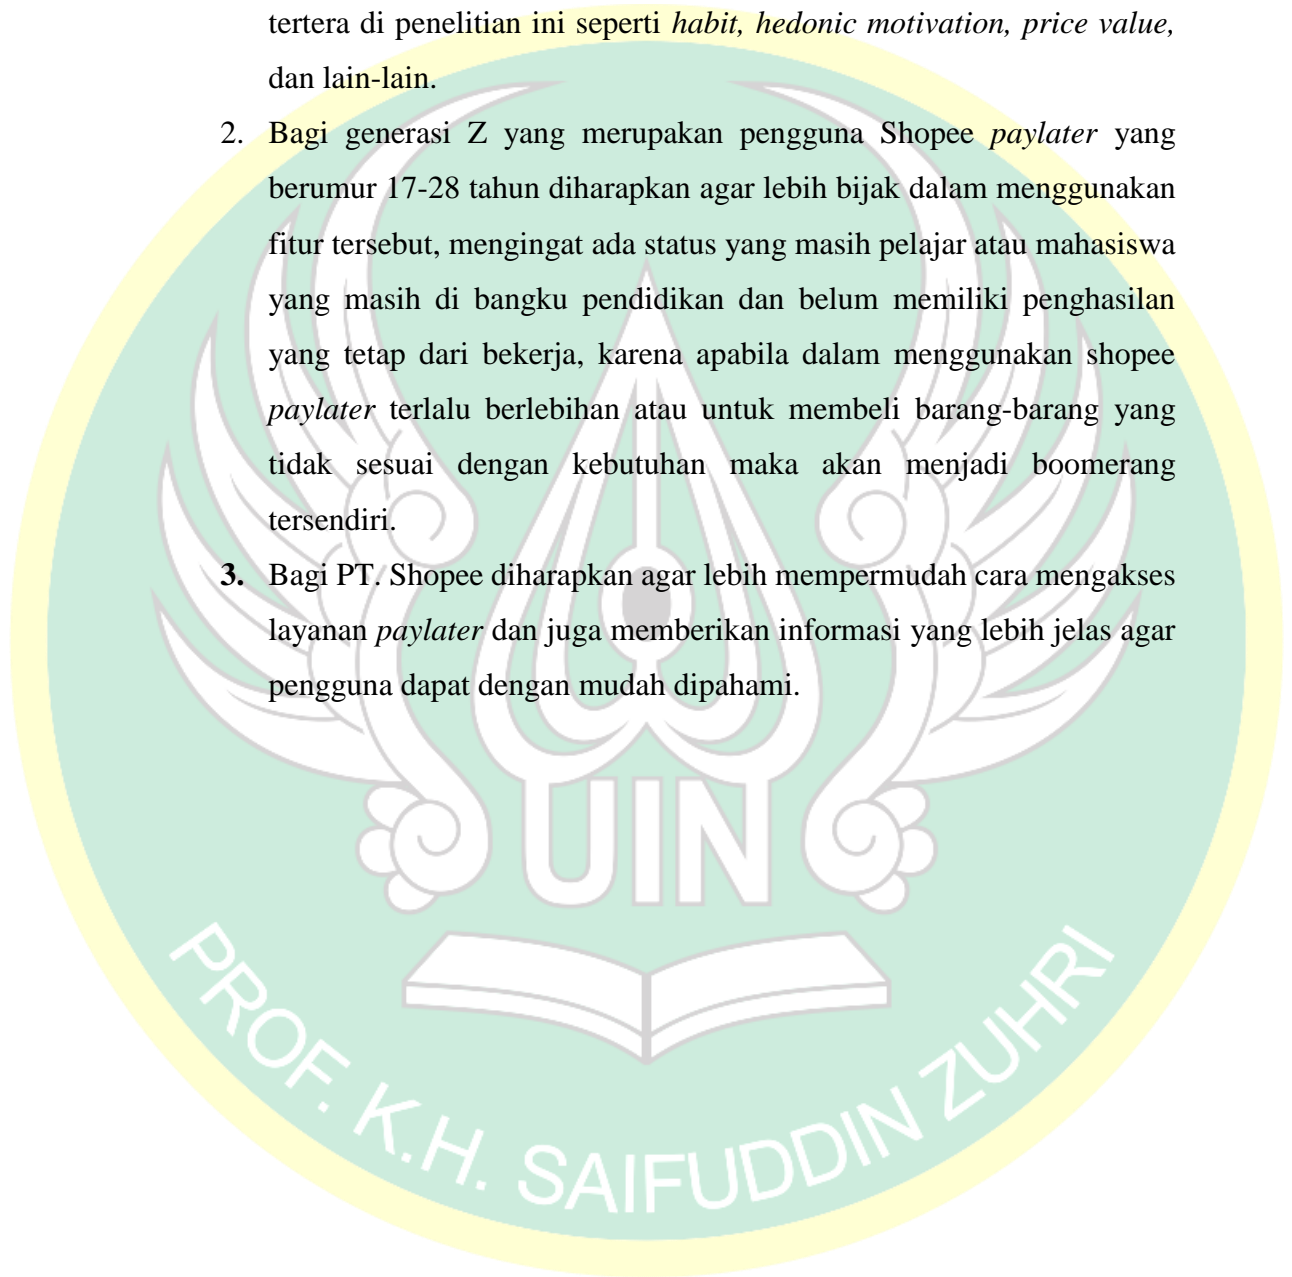 tertera di penelitian ini seperti habit, hedonic motivation, price value,
dan lain-lain.
2. Bagi generasi Z yang merupakan pengguna Shopee paylater yang
berumur 17-28 tahun diharapkan agar lebih bijak dalam menggunakan
fitur tersebut, mengingat ada status yang masih pelajar atau mahasiswa
yang masih di bangku pendidikan dan belum memiliki penghasilan
yang tetap dari bekerja, karena apabila dalam menggunakan shopee
paylater terlalu berlebihan atau untuk membeli barang-barang yang
tidak sesuai dengan kebutuhan maka akan menjadi boomerang
tersendiri.
3. Bagi PT. Shopee diharapkan agar lebih mempermudah cara mengakses
layanan paylater dan juga memberikan informasi yang lebih jelas agar
pengguna dapat dengan mudah dipahami.
UIN
PROF. K.H. SAIFUDDIN ZUHRI